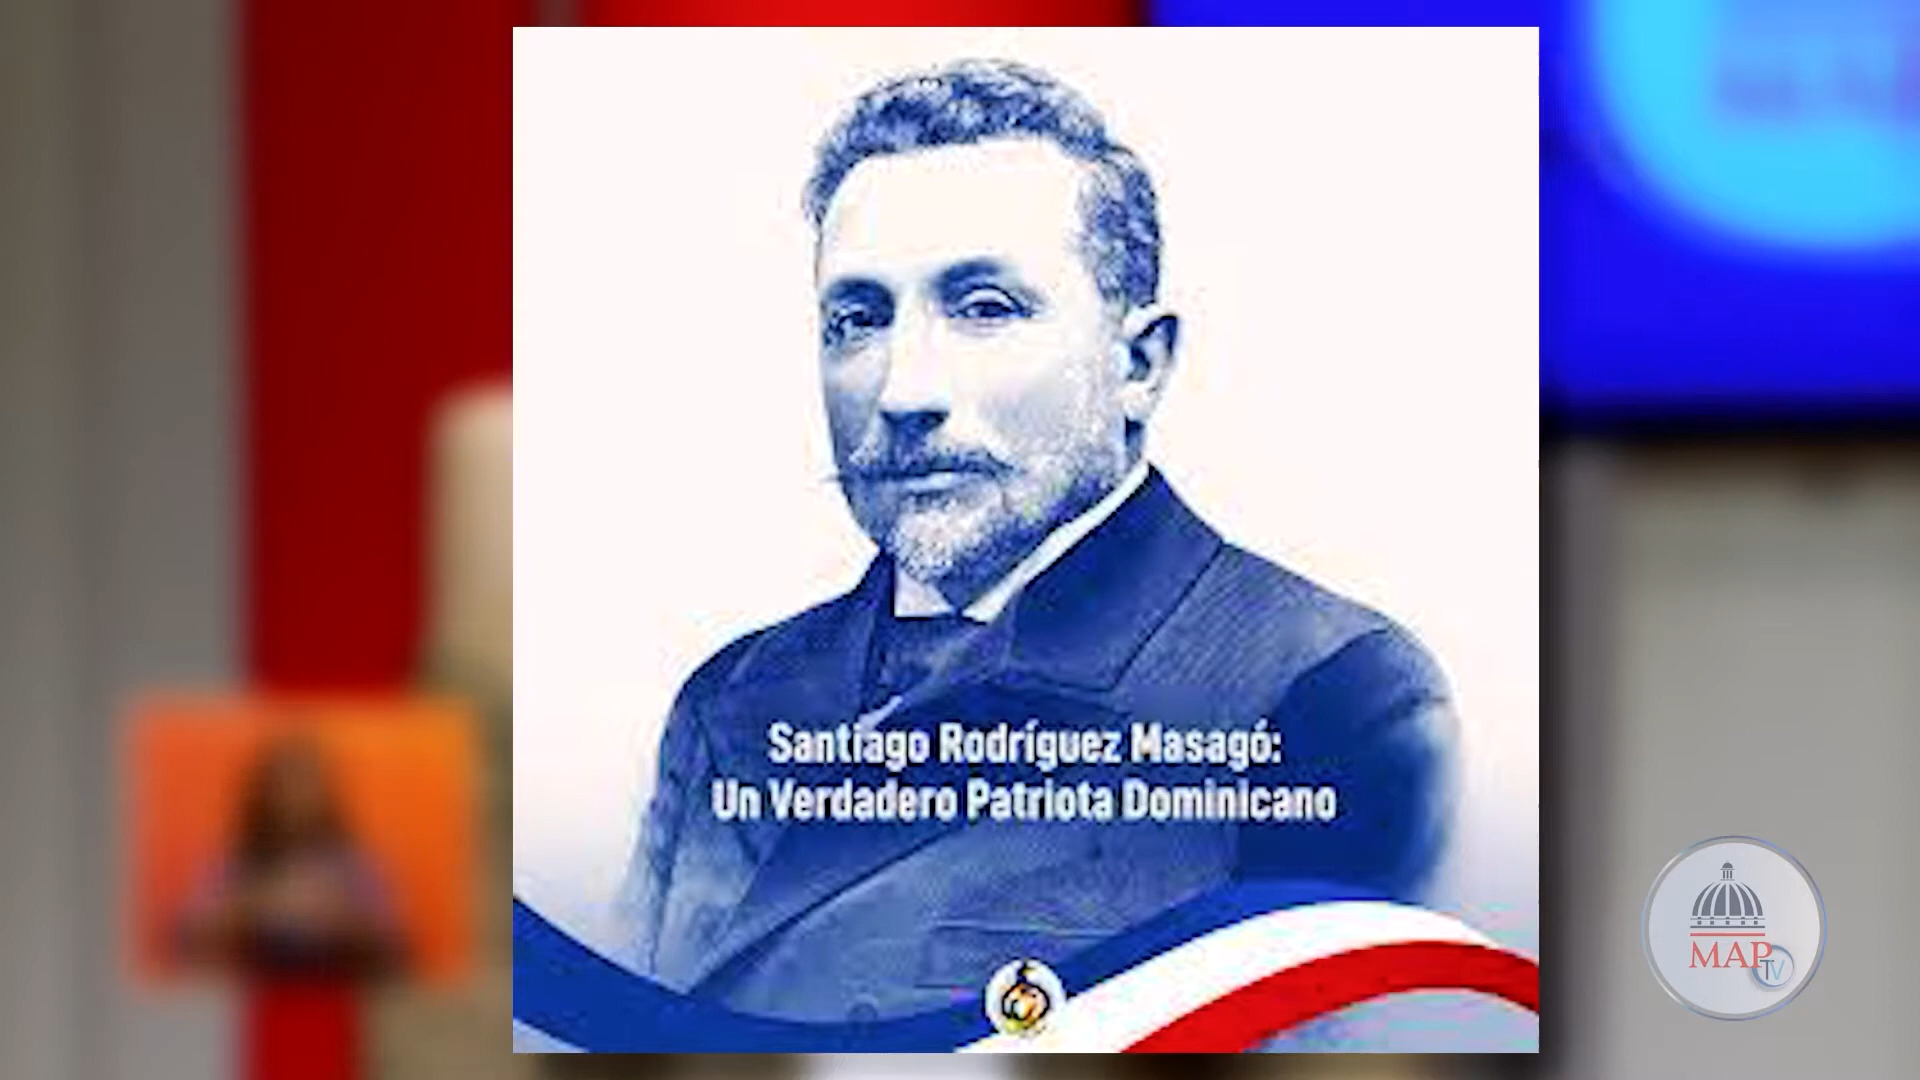 Santiago Rodríguez Masagó:
Un Verdadero Patriota Dominicano
MAP
TV